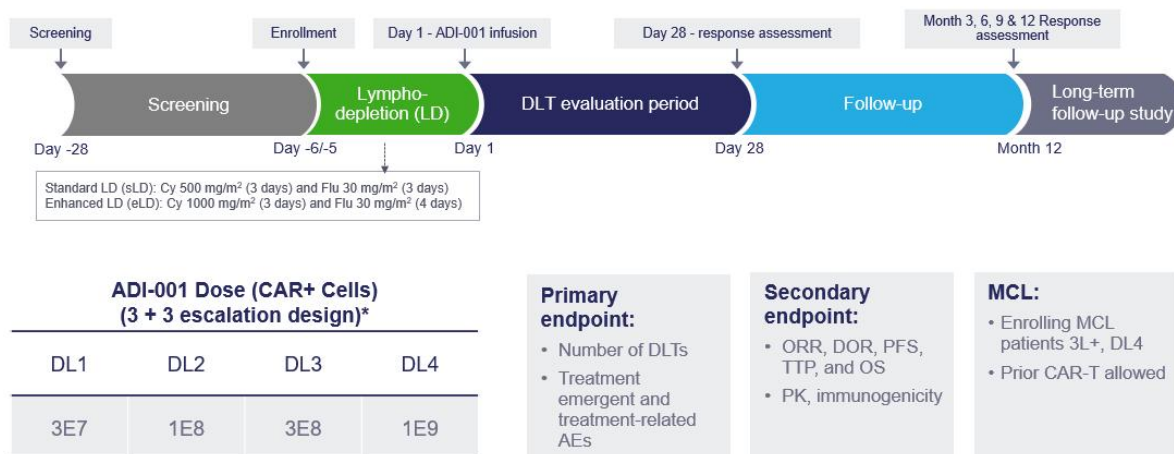 Screening
Enrollment
Day 1 - ADI-001 infusion
Day 28 - response assessment
Month 3, 6, 9 & 12 Response
assessment
Screening
Lympho-
depletion (LD)
DLT evaluation period
Follow-up
Long-term
follow-up study
Day -28
Day -6/-5
Day 1
Day 28
Month 12
Standard LD (sLD): Cy 500 mg/m² (3 days) and Flu 30 mg/m² (3 days)
Enhanced LD (eLD): Cy 1000 mg/m² (3 days) and Flu 30 mg/m² (4 days)
ADI-001 Dose (CAR+ Cells)
(3 + 3 escalation design)*
DL1 DL2 DL3 DL4
3E7 1E8 3E8 1E9
Primary
endpoint:
• Number of DLTs
• Treatment
emergent and
treatment-related
AEs
Secondary
endpoint:
• ORR, DOR, PFS,
TTP, and OS
• PK, immunogenicity
MCL:
• Enrolling MCL
patients 3L+, DL4
• Prior CAR-T allowed